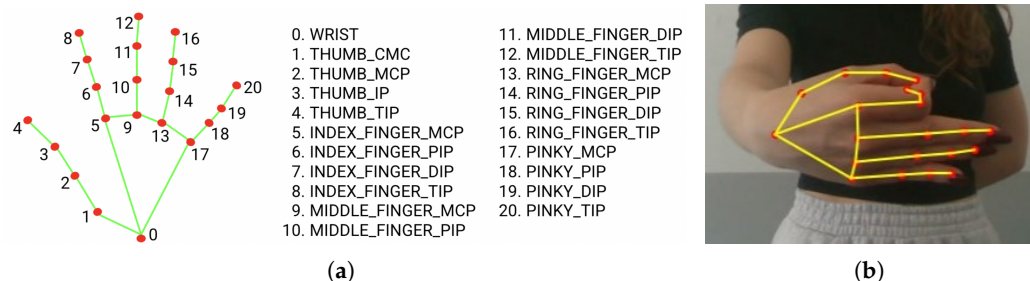 12
8
16
11
7
15
20
6
10
14
19
4
5
9
13
18
3
17
2
1
0
0. WRIST
1. THUMB_CMC
2. THUMB_MCP
3. THUMB_IP
4. THUMB_TIP
5. INDEX_FINGER_MCP
6. INDEX_FINGER_PIP
7. INDEX_FINGER_DIP
8. INDEX_FINGER_TIP
9. MIDDLE_FINGER_MCP
10. MIDDLE_FINGER_PIP
11. MIDDLE_FINGER_DIP
12. MIDDLE_FINGER_TIP
13. RING_FINGER_MCP
14. RING_FINGER_PIP
15. RING_FINGER_DIP
16. RING_FINGER_TIP
17. PINKY_MCP
18. PINKY_PIP
19. PINKY_DIP
20. PINKY_TIP
(a)
(b)